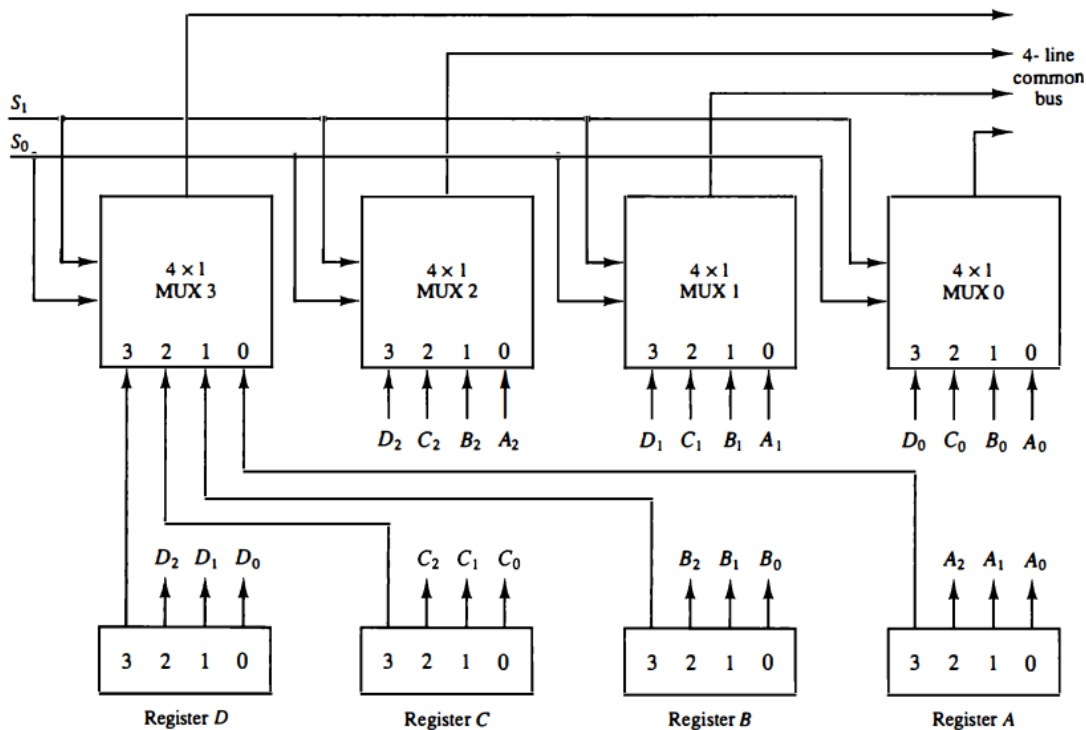 4- line
common
bus
S₁
S₀
4 × 1
MUX 3
4 × 1
MUX 2
4 × 1
MUX 1
4 × 1
MUX 0
3 2 1 0
3 2 1 0
3 2 1 0
3 2 1 0
D₂ C₂ B₂ A₂
D₁ C₁ B₁ A₁
D₀ C₀ B₀ A₀
D₂ D₁ D₀
C₂ C₁ C₀
B₂ B₁ B₀
A₂ A₁ A₀
3 2 1 0
3 2 1 0
3 2 1 0
3 2 1 0
Register D
Register C
Register B
Register A